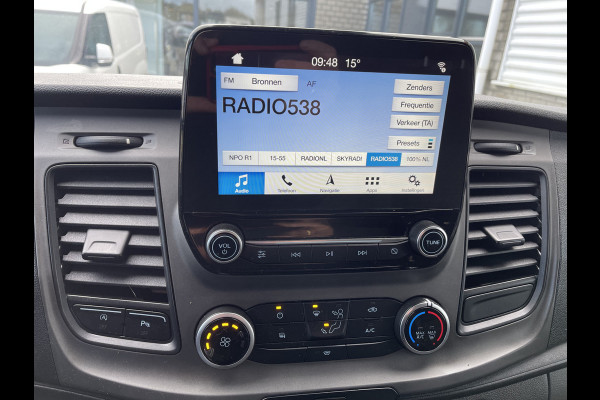 09:48 15°
FM Bronnen AF Zenders
RADIO538
Frequentie
Verkeer (TA)
Presets
NPO R1 15-55 RADIONL SKYRADI RADIO538 100% NL
Audio Telefoon Navigatie Apps Instellingen
VOL TUNE
A P
A/C
MAX A/C MAX